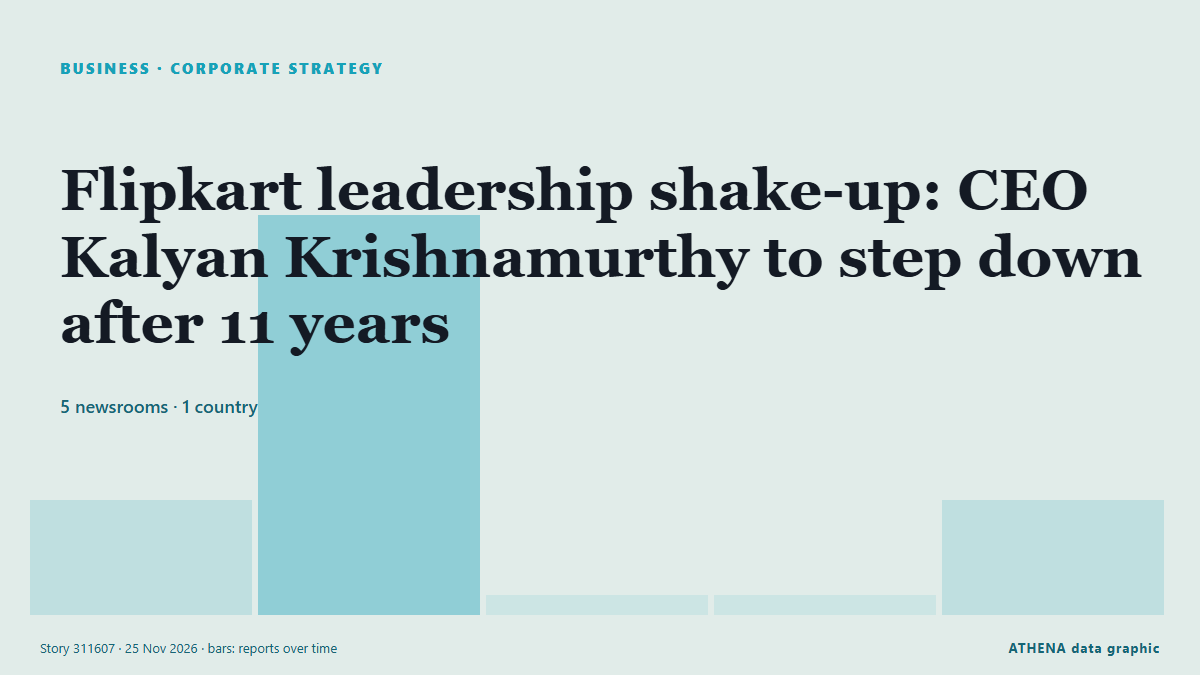 BUSINESS · CORPORATE STRATEGY
Flipkart leadership shake-up: CEO
Kalyan Krishnamurthy to step down
after 11 years
5 newsrooms · 1 country
Story 311607 · 25 Nov 2026 · bars: reports over time
ATHENA data graphic